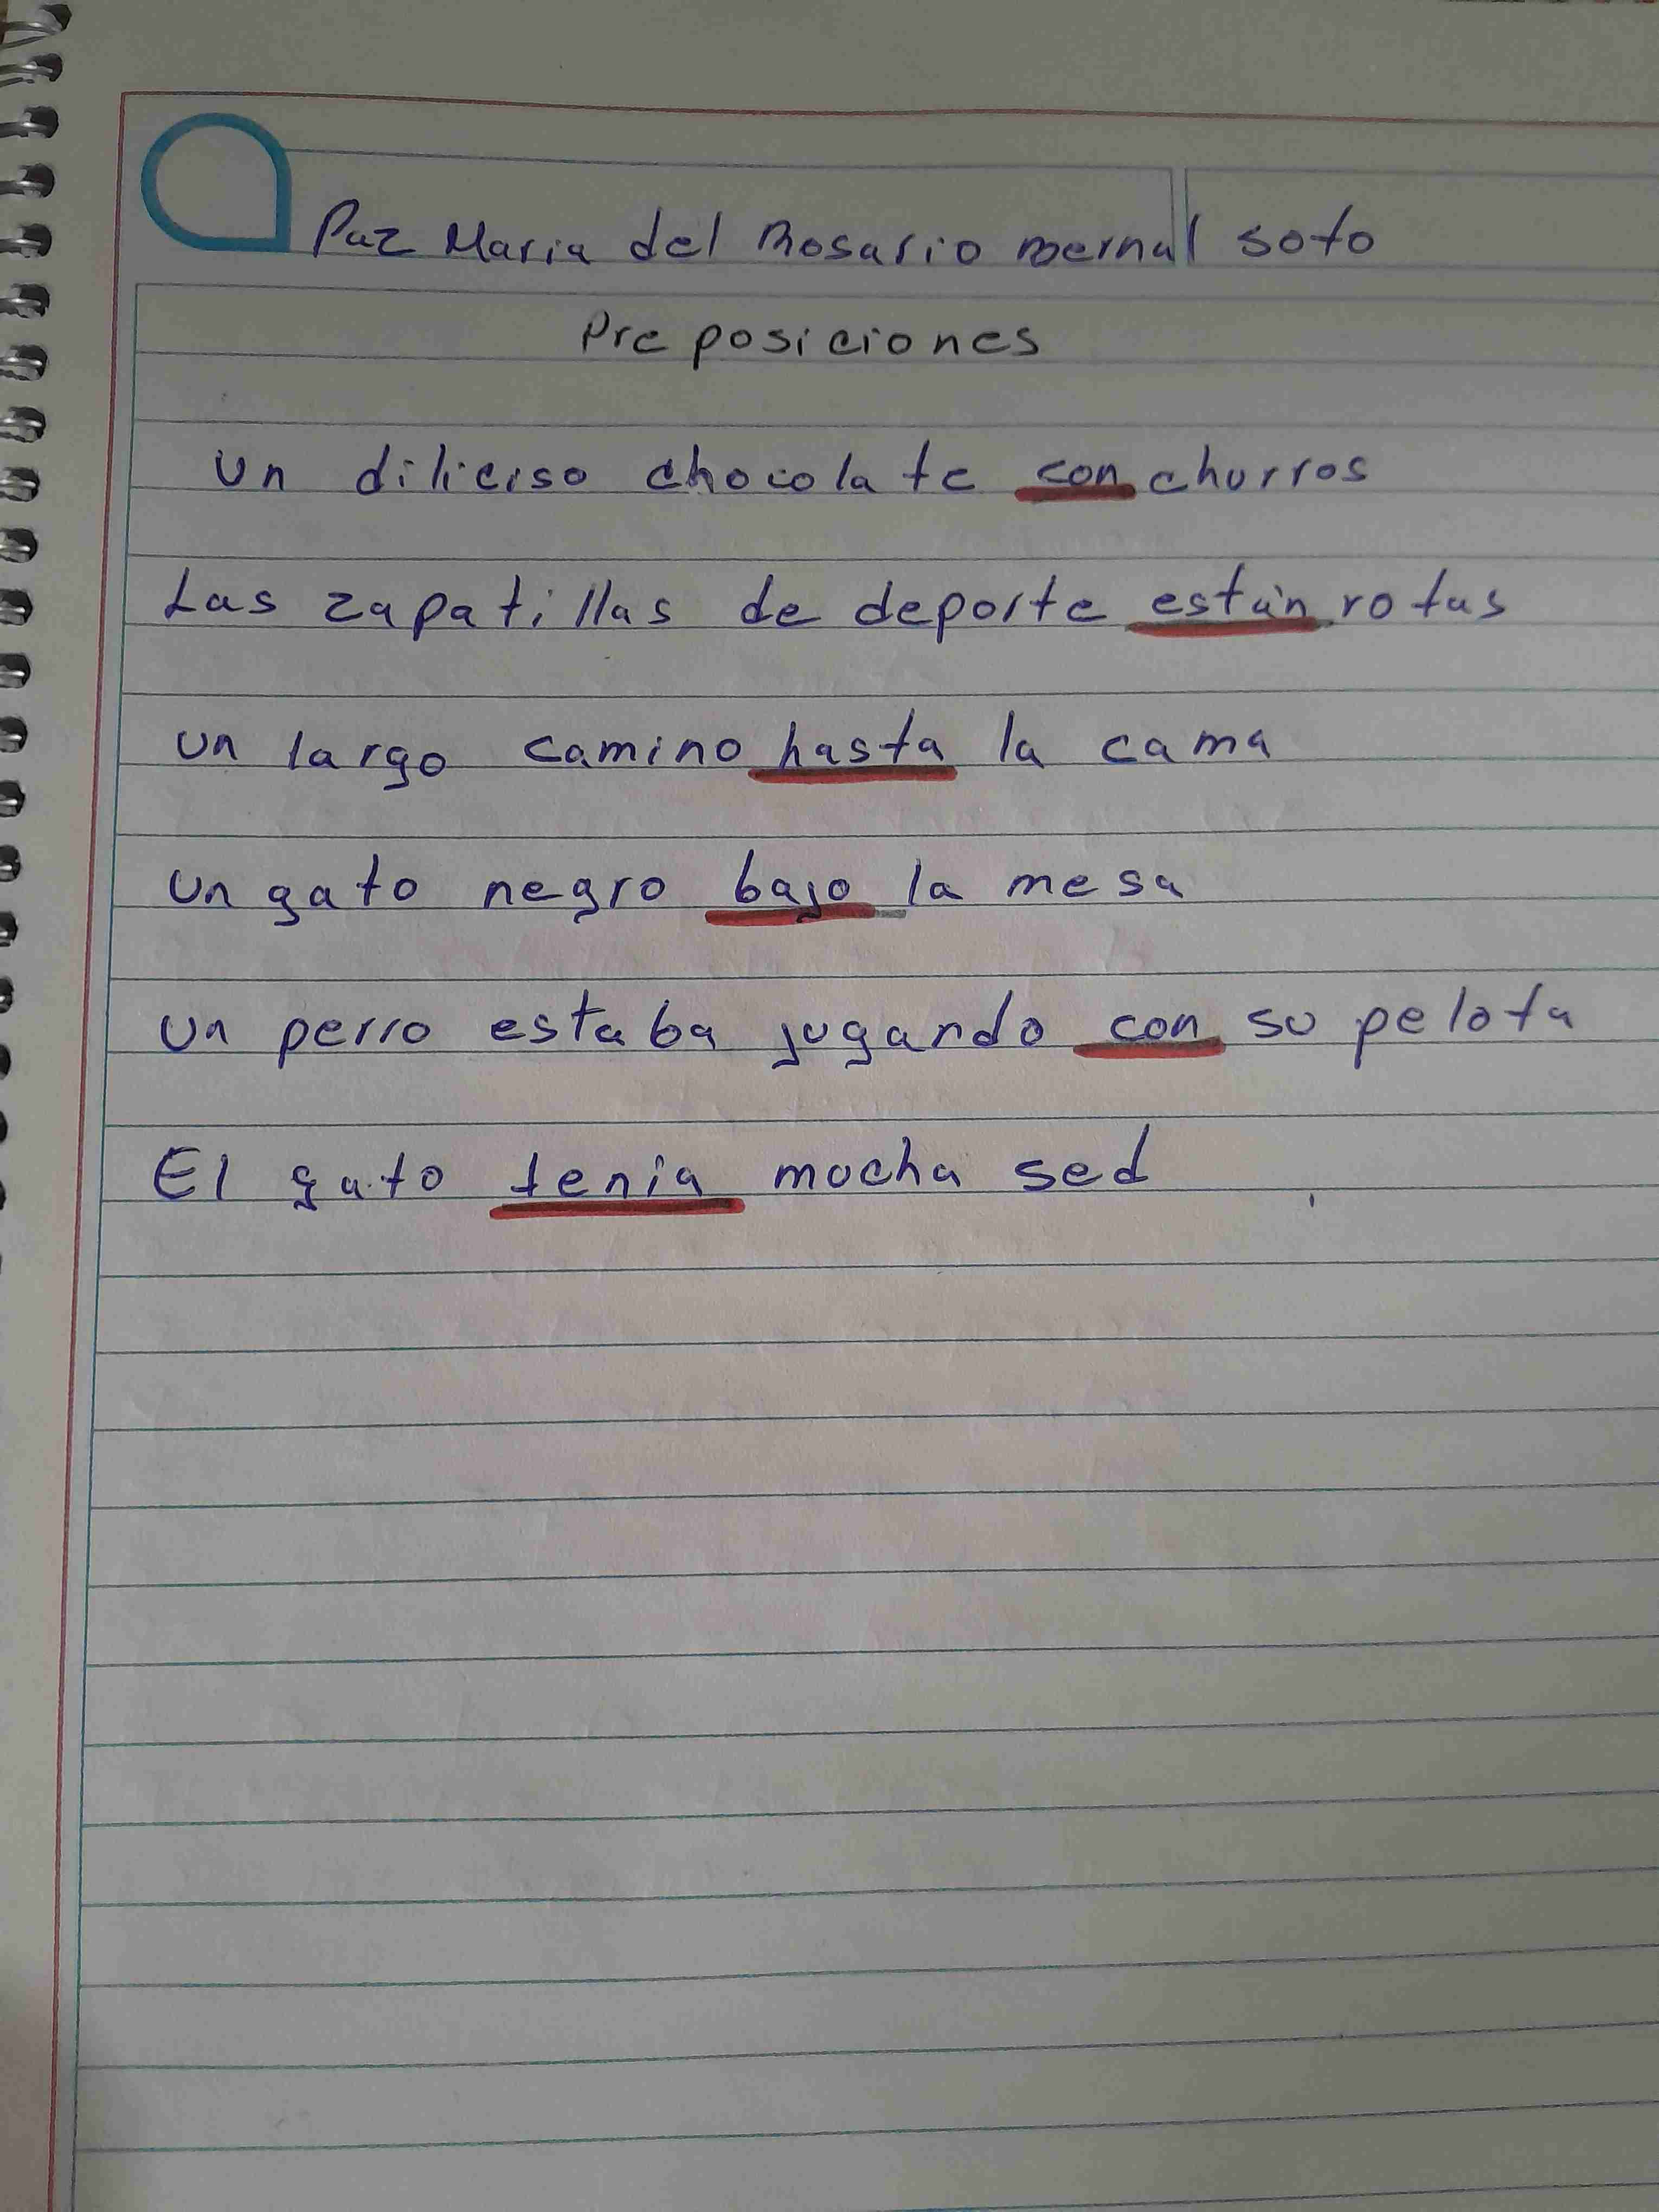 Paz Maria del Rosario Bernal soto
Preposiciones
un diliciso chocolate con churros
Las zapatillas de deporte están rotas
un largo camino hasta la cama
un gato negro bajo la mesa
un perro estaba jugando con su pelota
El gato tenia mucha sed